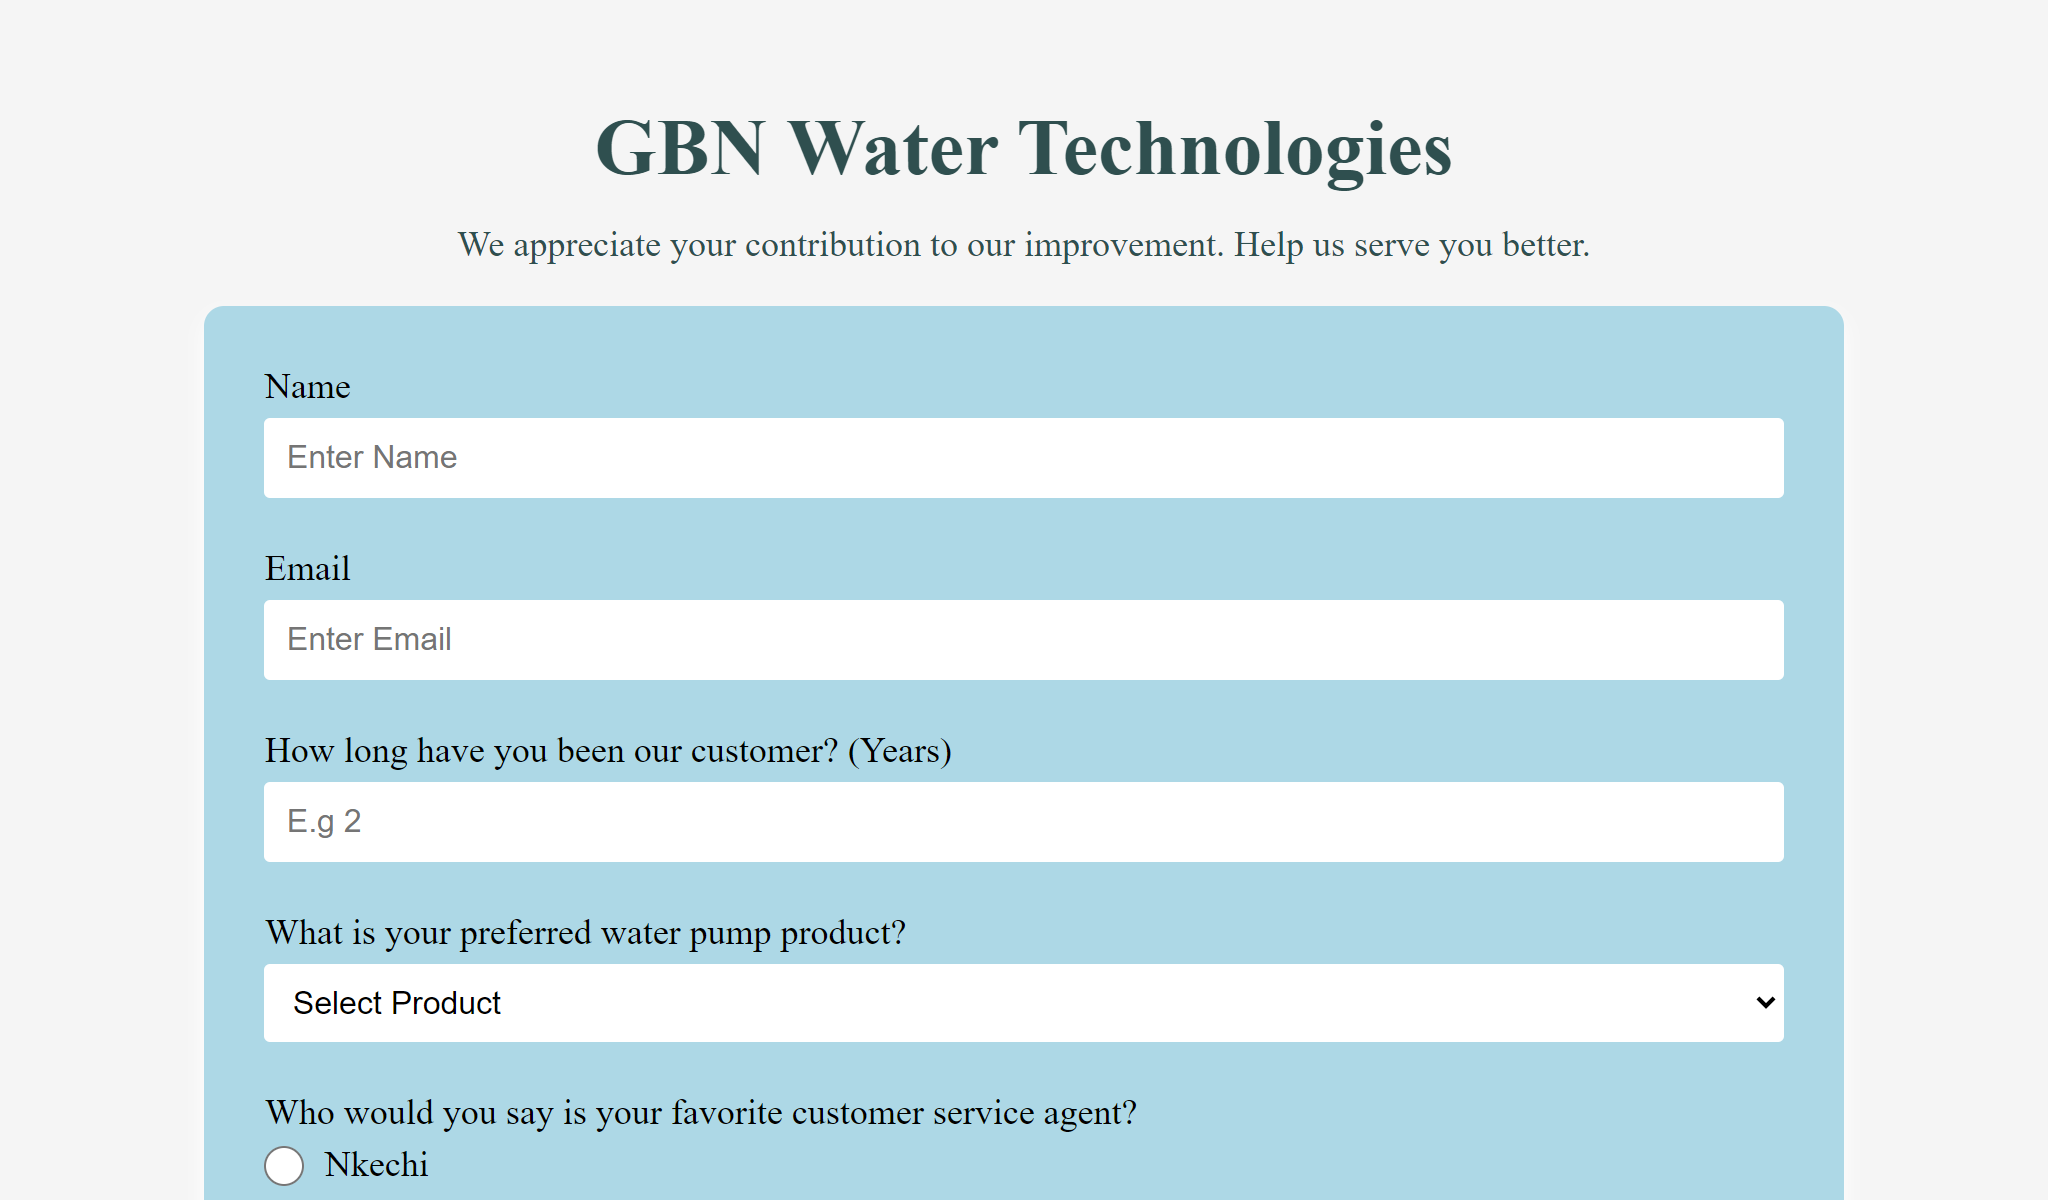 GBN Water Technologies
We appreciate your contribution to our improvement. Help us serve you better.
Name
Enter Name
Email
Enter Email
How long have you been our customer? (Years)
E.g 2
What is your preferred water pump product?
Select Product
Who would you say is your favorite customer service agent?
Nkechi